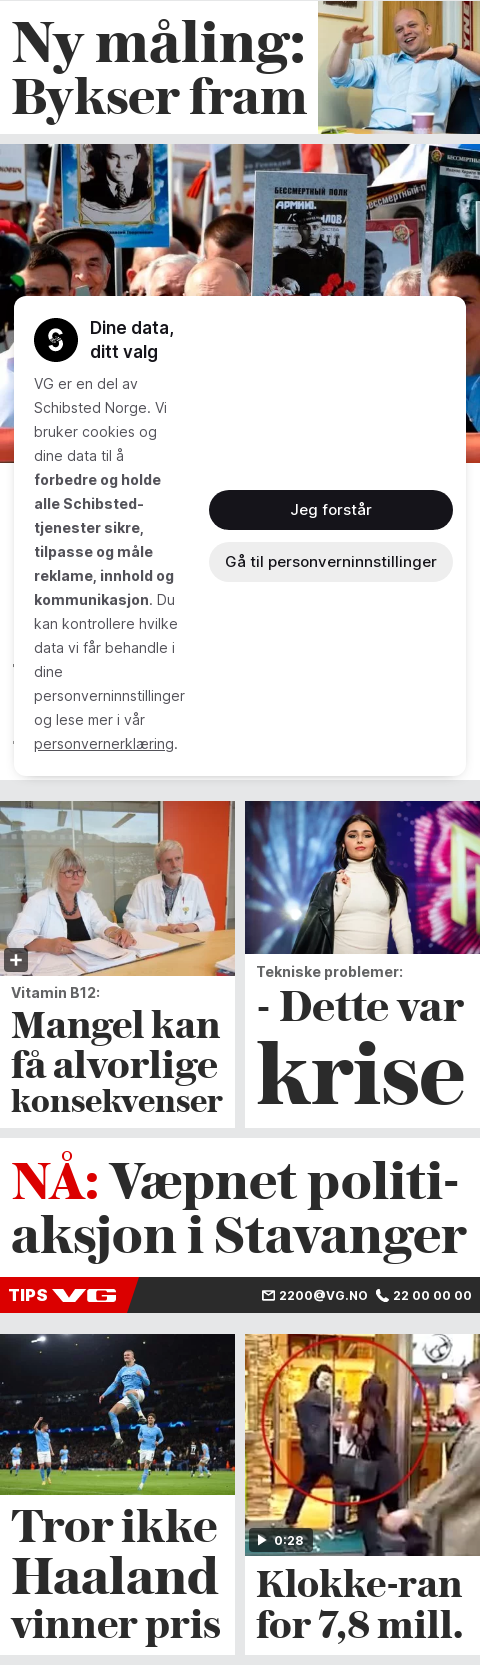 Ny måling:
Bykser fram
БЕССМЕРТНЫЙ ПОЛК
Dine data,
ditt valg
VG er en del av
Schibsted Norge. Vi
bruker cookies og
dine data til å
forbedre og holde
alle Schibsted-
tjenester sikre,
tilpasse og måle
reklame, innhold og
kommunikasjon. Du
kan kontrollere hvilke
data vi får behandle i
dine
personverninnstillinger
og lese mer i vår
personvernerklæring.
Jeg forstår
Gå til personverninnstillinger
Vitamin B12:
Mangel kan
få alvorlige
konsekvenser
Tekniske problemer:
- Dette var
krise
NÅ: Væpnet politi-
aksjon i Stavanger
TIPS VG 2200@VG.NO 22 00 00 00
Tror ikke
Haaland
vinner pris
0:28
Klokke-ran
for 7,8 mill.